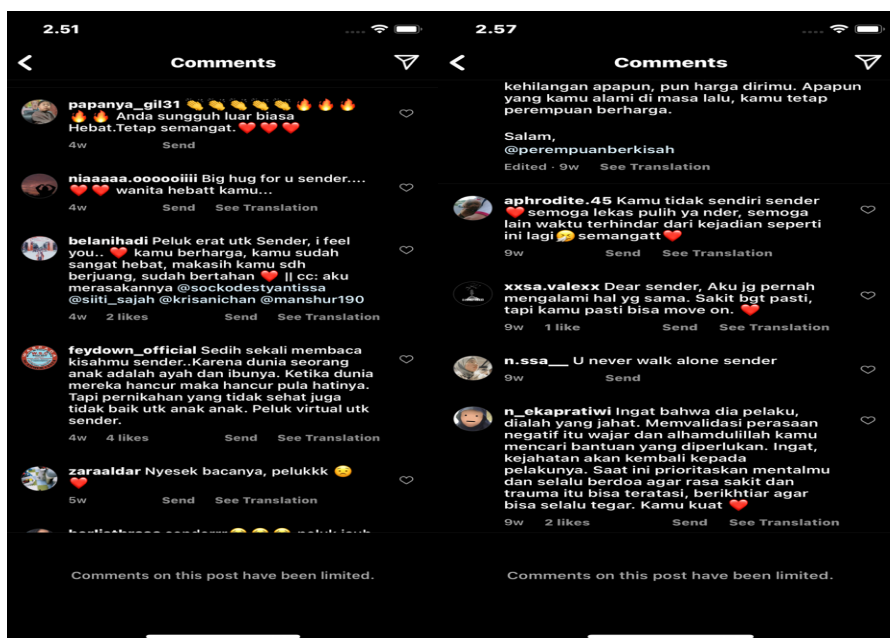 2.51
Comments
papanya_gil31 👏👏👏👏👏🔥🔥🔥
🔥🔥 Anda sungguh luar biasa
Hebat.Tetap semangat.❤️❤️❤️
4w Send
niaaaaa.oooooiiii Big hug for u sender....
❤️❤️ wanita hebatt kamu...
4w Send See Translation
belanihadi Peluk erat utk Sender, i feel
you.. ❤️ kamu berharga, kamu sudah
sangat hebat, makasih kamu sdh
berjuang, sudah bertahan ❤️ || cc: aku
merasakannya @sockodestyantissa
@siiti_sajah @krisanichan @manshur190
4w 2 likes Send See Translation
feydown_official Sedih sekali membaca
kisahmu sender..Karena dunia seorang
anak adalah ayah dan ibunya. Ketika dunia
mereka hancur maka hancur pula hatinya.
Tapi pernikahan yang tidak sehat juga
tidak baik utk anak anak. Peluk virtual utk
sender.
4w 4 likes Send See Translation
zaraaldar Nyesek bacanya, pelukkk 😣
❤️
5w Send See Translation
Comments on this post have been limited.
2.57
Comments
kehilangan apapun, pun harga dirimu. Apapun
yang kamu alami di masa lalu, kamu tetap
perempuan berharga.
Salam,
@perempuanberkisah
Edited · 9w See Translation
aphrodite.45 Kamu tidak sendiri sender
❤️ semoga lekas pulih ya nder, semoga
lain waktu terhindar dari kejadian seperti
ini lagi🤧 semangatt❤️
9w Send See Translation
xxsa.valexx Dear sender, Aku jg pernah
mengalami hal yg sama. Sakit bgt pasti,
tapi kamu pasti bisa move on. ❤️
9w 1 like Send See Translation
n.ssa__ U never walk alone sender
9w Send
n_ekapratiwi Ingat bahwa dia pelaku,
dialah yang jahat. Memvalidasi perasaan
negatif itu wajar dan alhamdulillah kamu
mencari bantuan yang diperlukan. Ingat,
kejahatan akan kembali kepada
pelakunya. Saat ini prioritaskan mentalmu
dan selalu berdoa agar rasa sakit dan
trauma itu bisa teratasi, berikhtiar agar
bisa selalu tegar. Kamu kuat ❤️
9w 2 likes Send See Translation
Comments on this post have been limited.